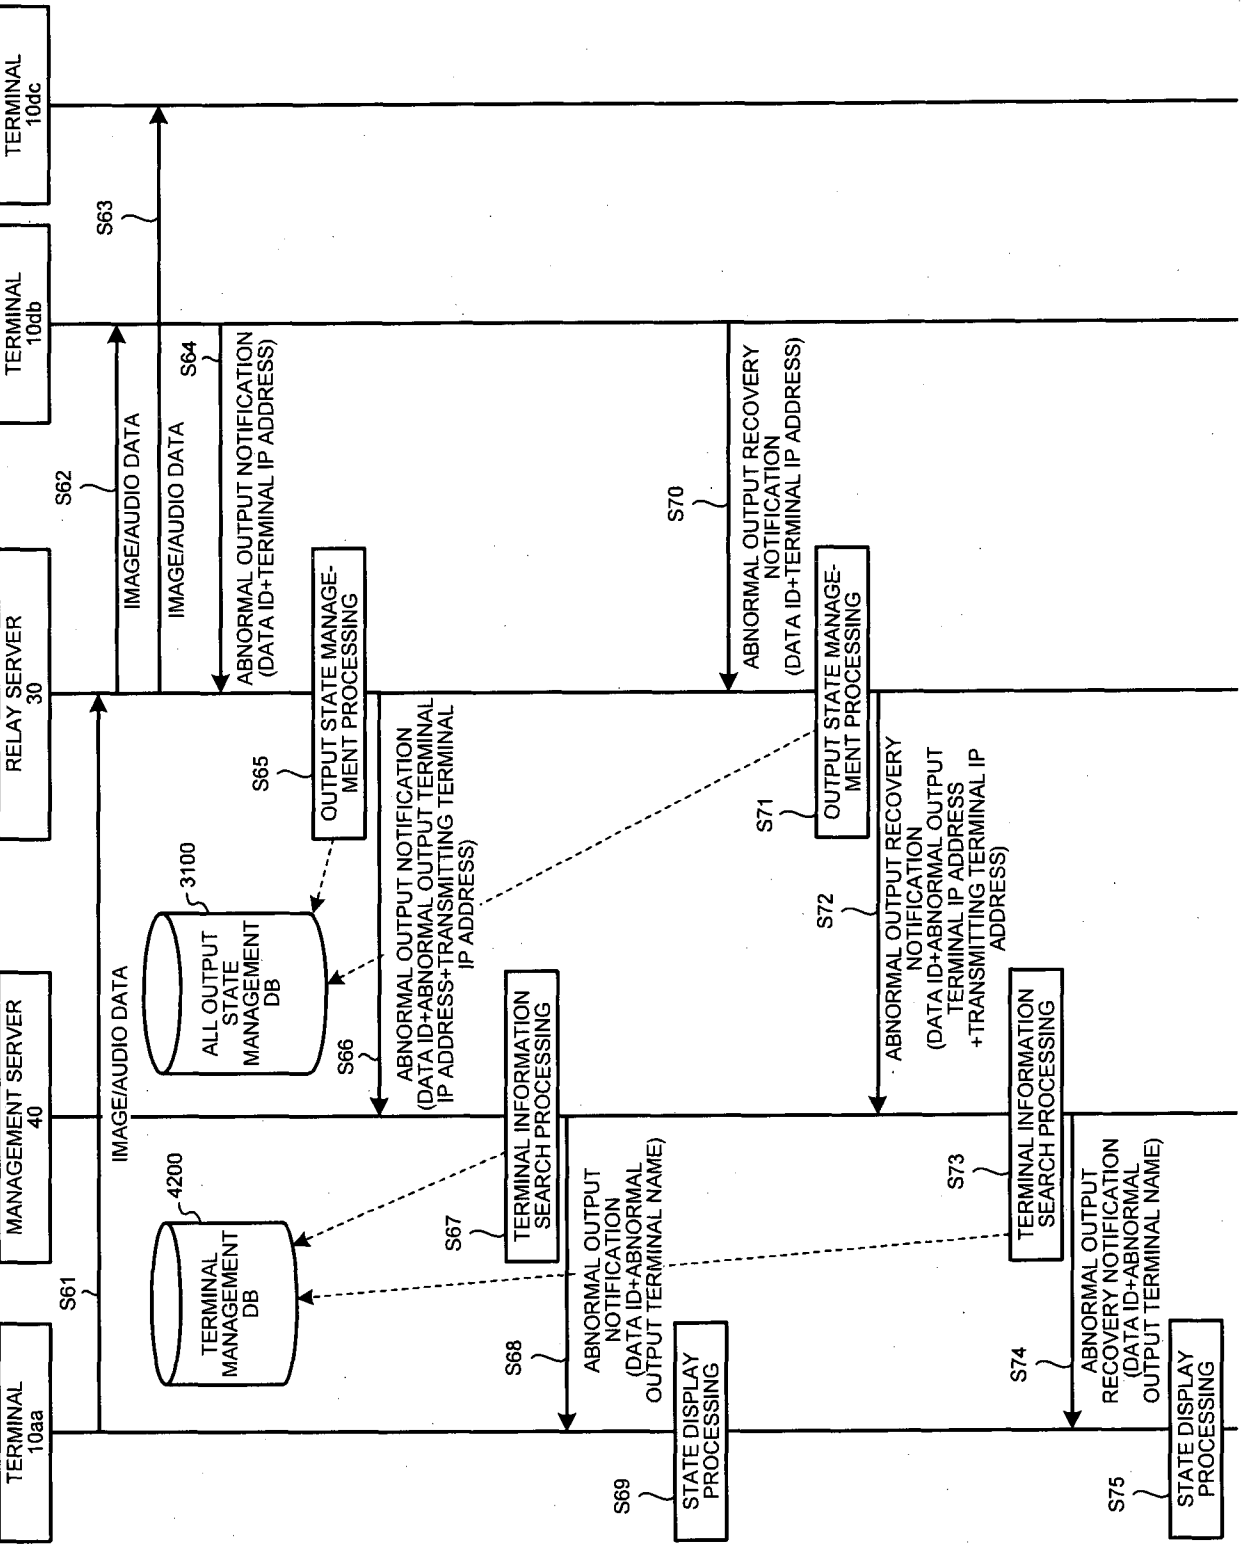 TERMINAL
10aa
MANAGEMENT SERVER
40
RELAY SERVER
30
TERMINAL
10db
TERMINAL
10dc
S61
IMAGE/AUDIO DATA
S62
IMAGE/AUDIO DATA
S63
IMAGE/AUDIO DATA
S64
ABNORMAL OUTPUT NOTIFICATION
(DATA ID+TERMINAL IP ADDRESS)
4200
TERMINAL
MANAGEMENT
DB
3100
ALL OUTPUT
STATE
MANAGEMENT
DB
S65
OUTPUT STATE MANAGE-
MENT PROCESSING
S66
ABNORMAL OUTPUT NOTIFICATION
(DATA ID+ABNORMAL OUTPUT TERMINAL
IP ADDRESS+TRANSMITTING TERMINAL
IP ADDRESS)
S67
TERMINAL INFORMATION
SEARCH PROCESSING
S68
ABNORMAL OUTPUT
NOTIFICATION
(DATA ID+ABNORMAL
OUTPUT TERMINAL NAME)
S69
STATE DISPLAY
PROCESSING
S70
ABNORMAL OUTPUT RECOVERY
NOTIFICATION
(DATA ID+TERMINAL IP ADDRESS)
S71
OUTPUT STATE MANAGE-
MENT PROCESSING
S72
ABNORMAL OUTPUT RECOVERY
NOTIFICATION
(DATA ID+ABNORMAL OUTPUT
TERMINAL IP ADDRESS
+TRANSMITTING TERMINAL IP
ADDRESS)
S73
TERMINAL INFORMATION
SEARCH PROCESSING
S74
ABNORMAL OUTPUT
RECOVERY NOTIFICATION
(DATA ID+ABNORMAL
OUTPUT TERMINAL NAME)
S75
STATE DISPLAY
PROCESSING